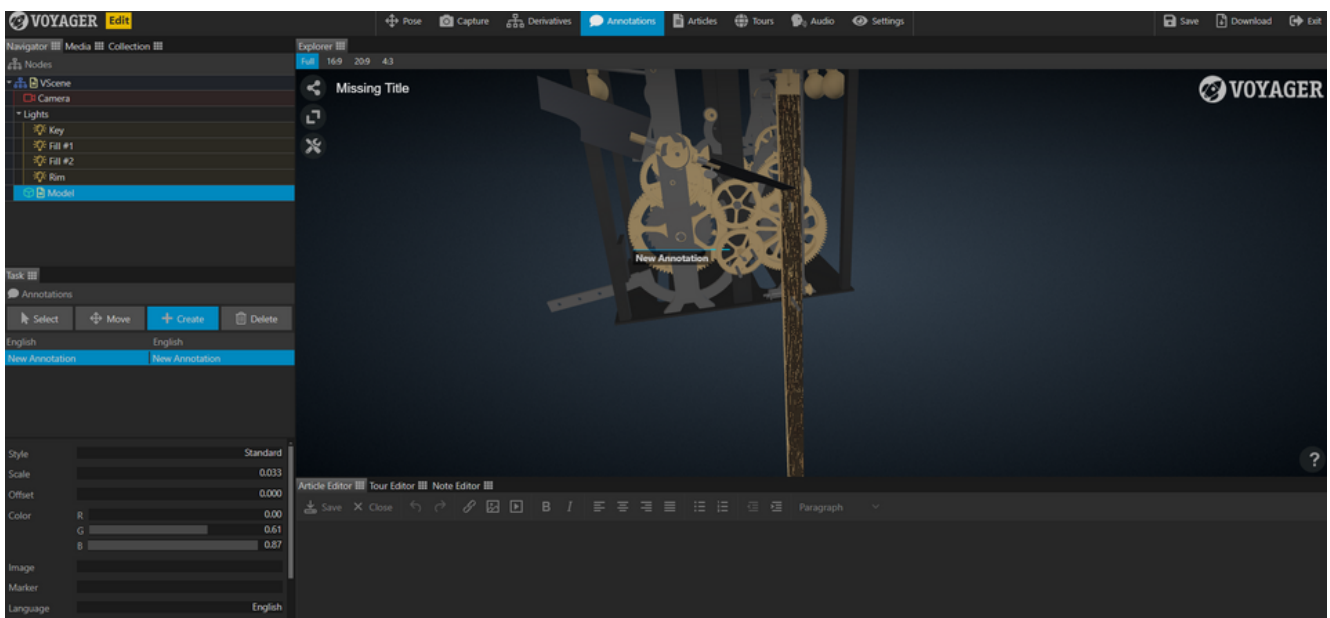 VOYAGER Edit Pose Capture Derivatives Annotations Articles Tours Audio Settings Save Download Exit
Navigator Media Collection
Nodes
VScene
Camera
Lights
Key
Fill #1
Fill #2
Rim
Model
Task
Annotations
Select Move Create Delete
English English
New Annotation New Annotation
Style Standard
Scale 0.033
Offset 0.000
Color R 0.00
G 0.61
B 0.87
Image
Marker
Language English
Explorer
Full 16:9 20:9 4:3
Missing Title
VOYAGER
New Annotation
?
Article Editor Tour Editor Note Editor
Save Close B I Paragraph